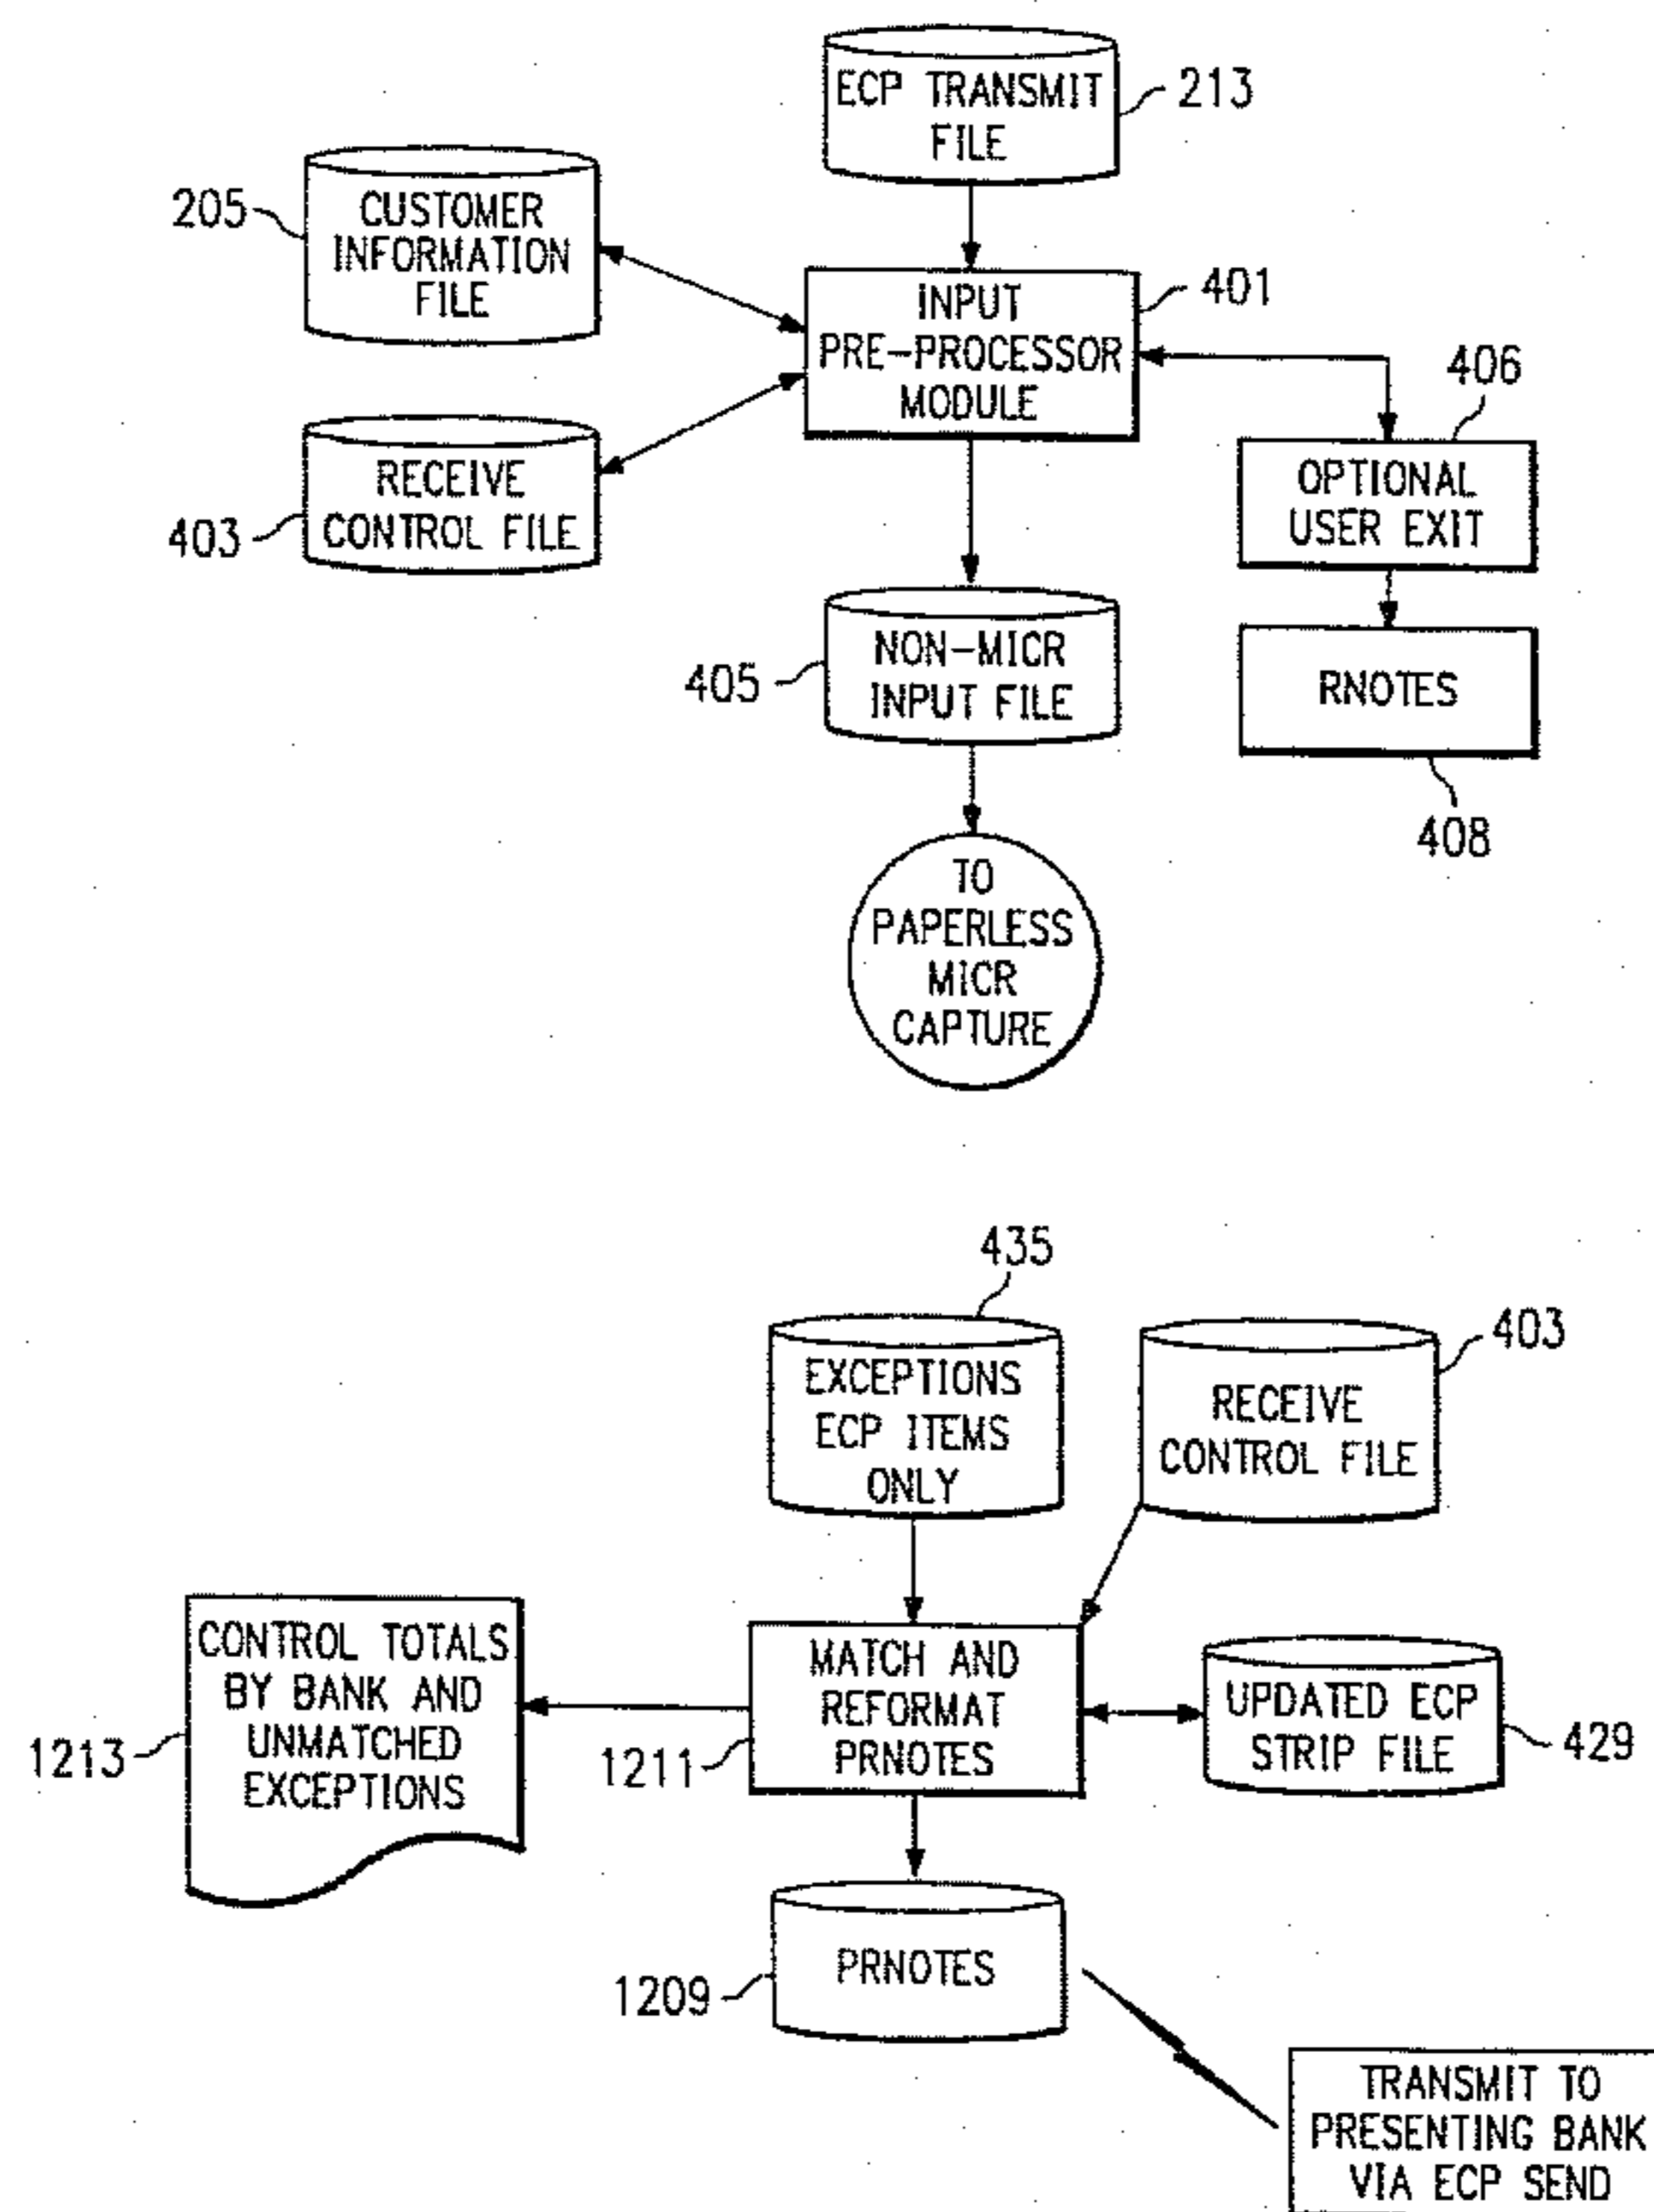 ECP TRANSMIT
FILE
213
205
CUSTOMER
INFORMATION
FILE
INPUT
PRE-PROCESSOR
MODULE
401
403
RECEIVE
CONTROL FILE
406
OPTIONAL
USER EXIT
405
NON-MICR
INPUT FILE
RNOTES
408
TO
PAPERLESS
MICR
CAPTURE
435
EXCEPTIONS
ECP ITEMS
ONLY
403
RECEIVE
CONTROL FILE
1213
CONTROL TOTALS
BY BANK AND
UNMATCHED
EXCEPTIONS
1211
MATCH AND
REFORMAT
PRNOTES
UPDATED ECP
STRIP FILE
429
1209
PRNOTES
TRANSMIT TO
PRESENTING BANK
VIA ECP SEND